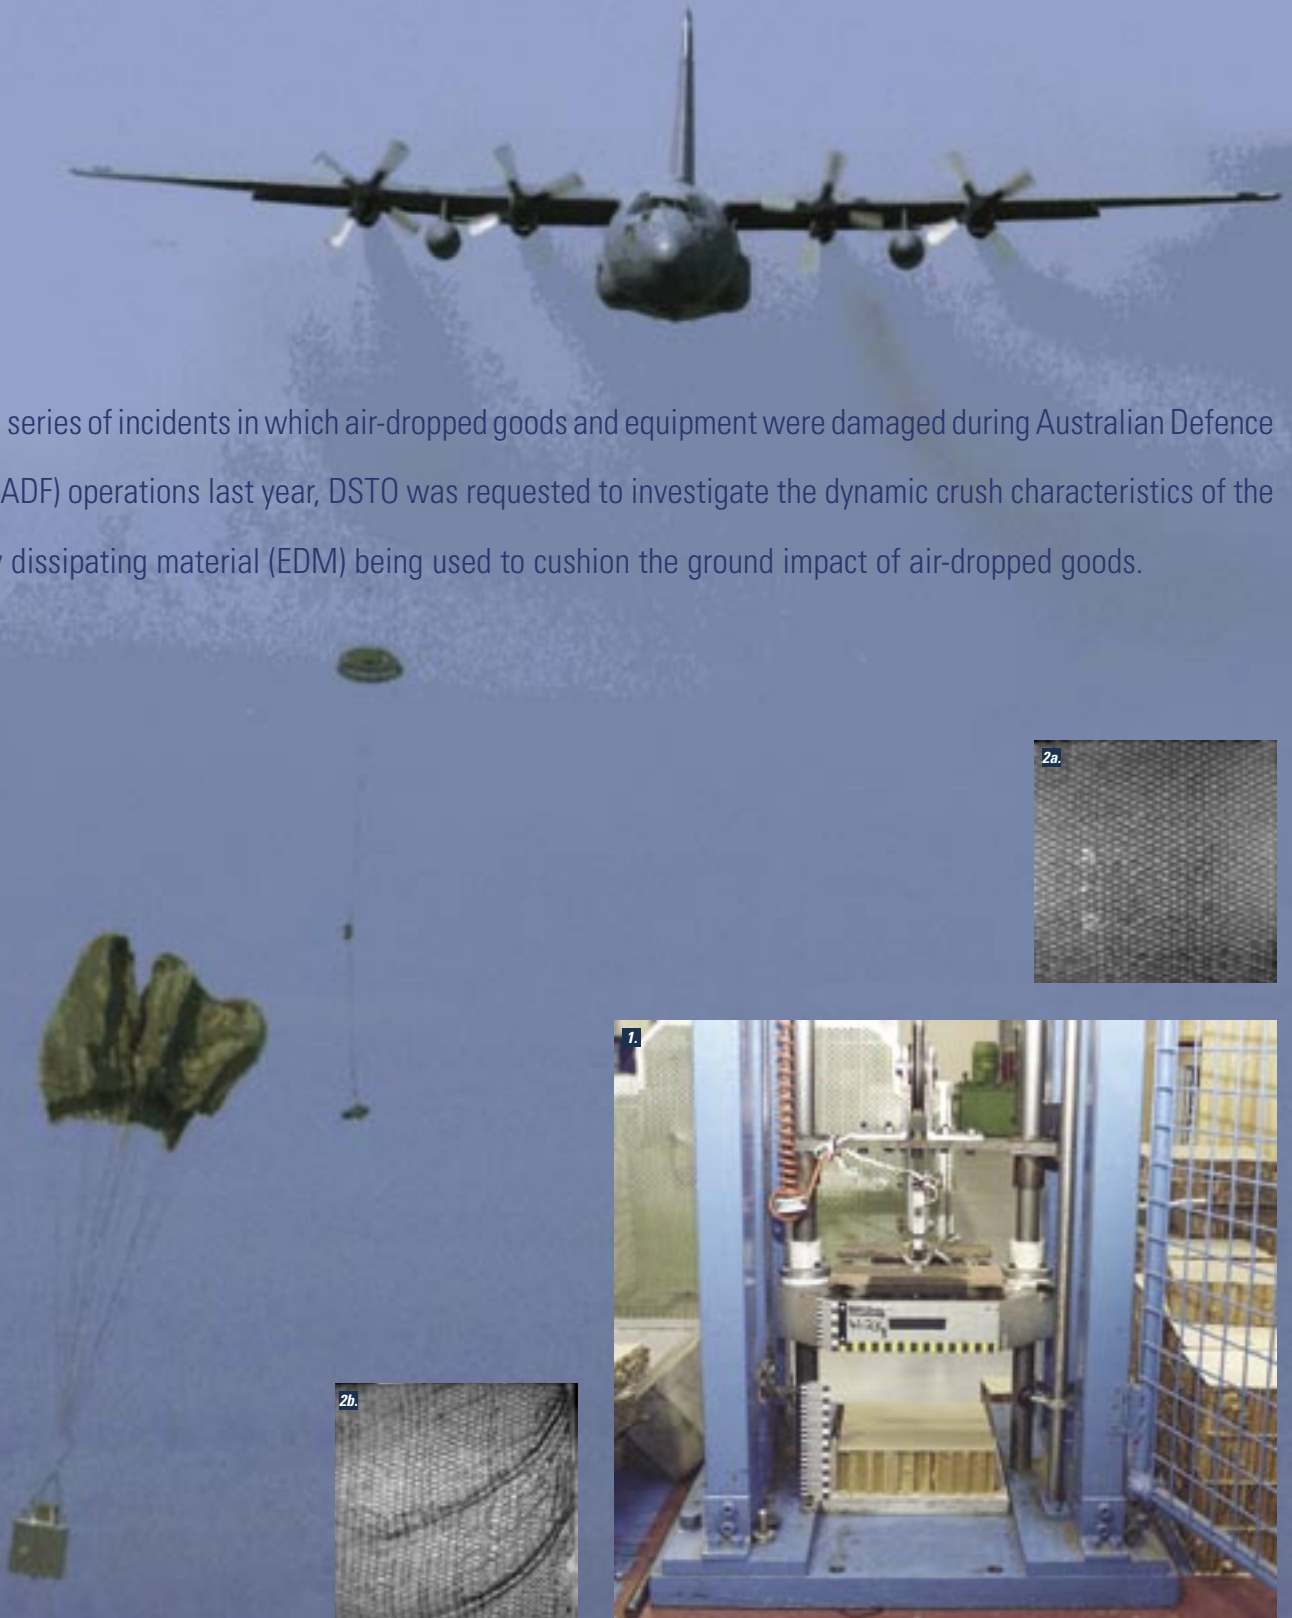 series of incidents in which air-dropped goods and equipment were damaged during Australian Defence
ADF) operations last year, DSTO was requested to investigate the dynamic crush characteristics of the
dissipating material (EDM) being used to cushion the ground impact of air-dropped goods.
2a.
1.
2b.